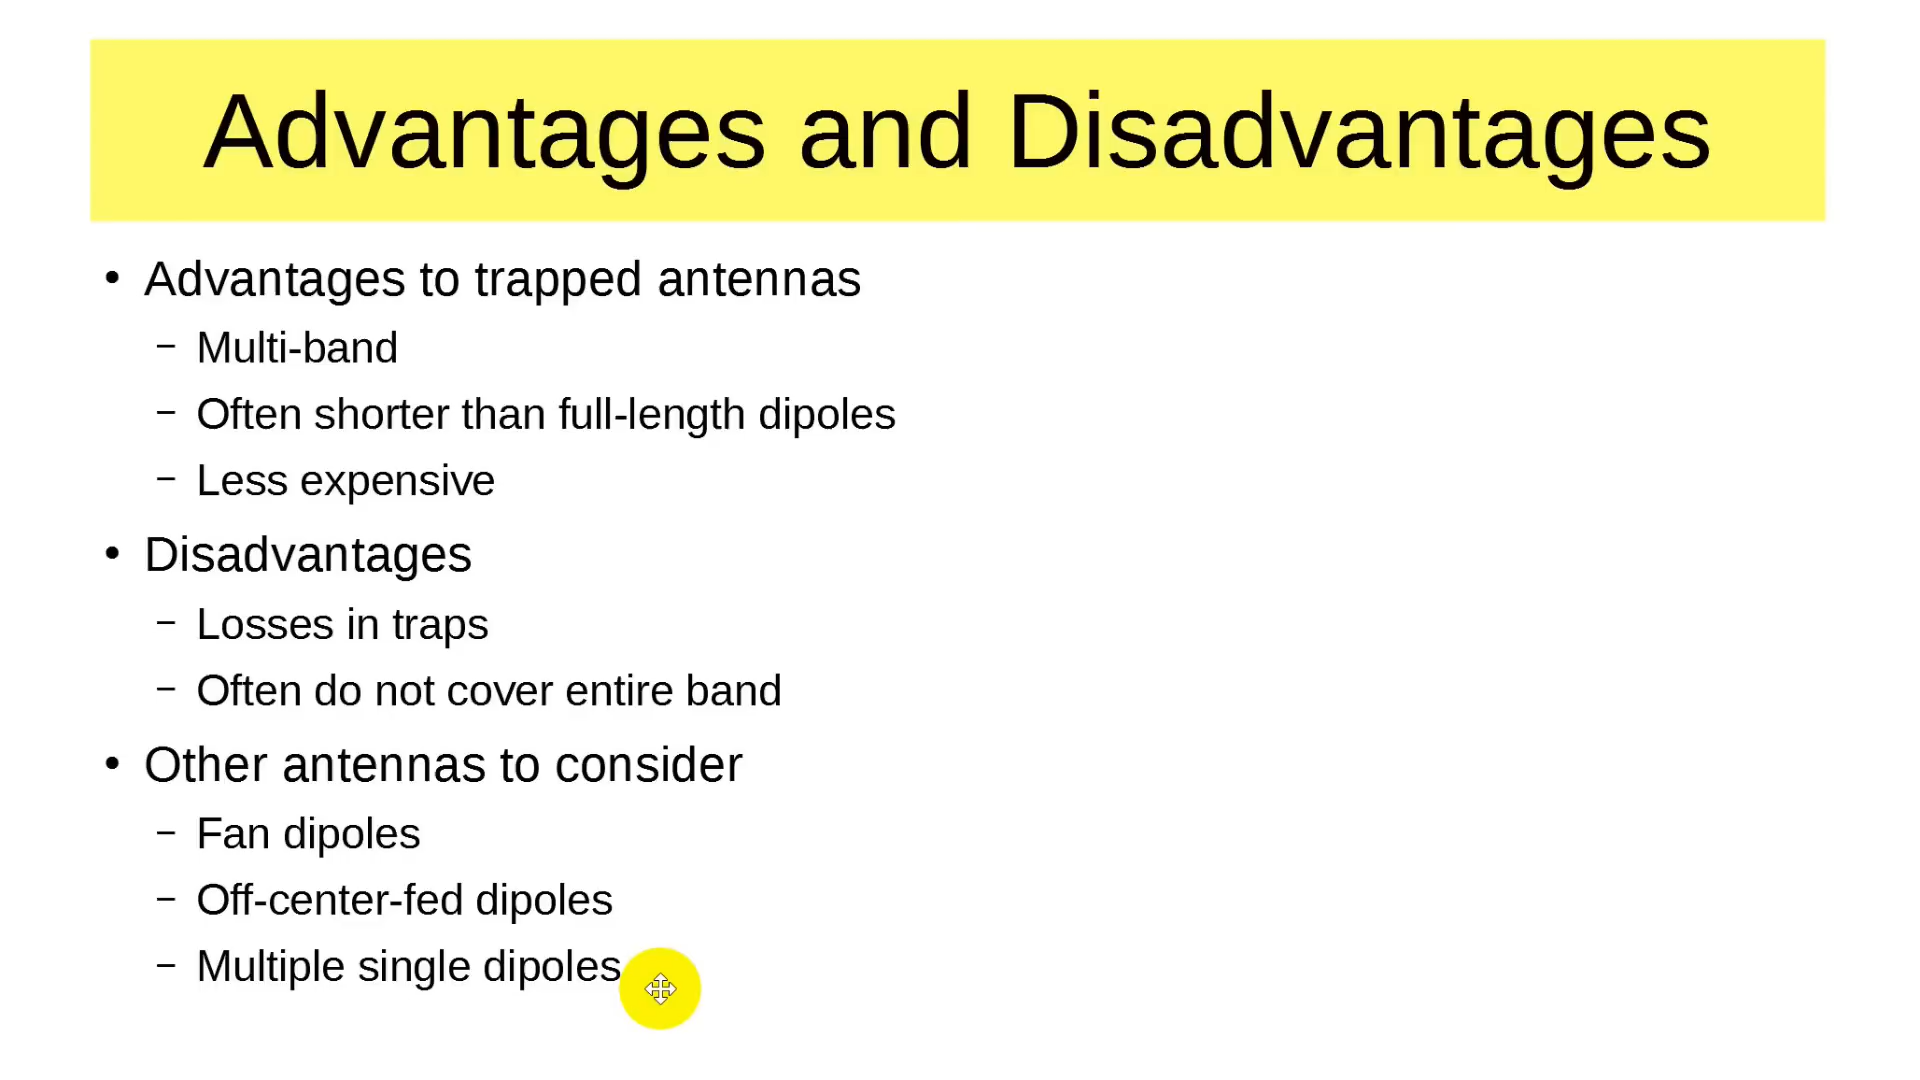 Advantages and Disadvantages
• Advantages to trapped antennas
– Multi-band
– Often shorter than full-length dipoles
– Less expensive
• Disadvantages
– Losses in traps
– Often do not cover entire band
• Other antennas to consider
– Fan dipoles
– Off-center-fed dipoles
– Multiple single dipoles